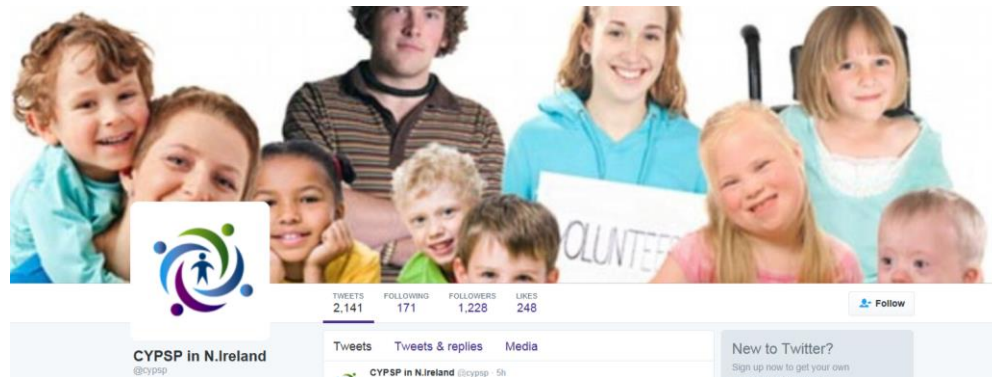 OLUNTEE
TWEETS FOLLOWING FOLLOWERS LIKES
2,141 171 1,228 248
Follow
CYPSP in N.Ireland
@cypsp
Tweets Tweets & replies Media
CYPSP in N.Ireland @cypsp · 5h
New to Twitter?
Sign up now to get your own